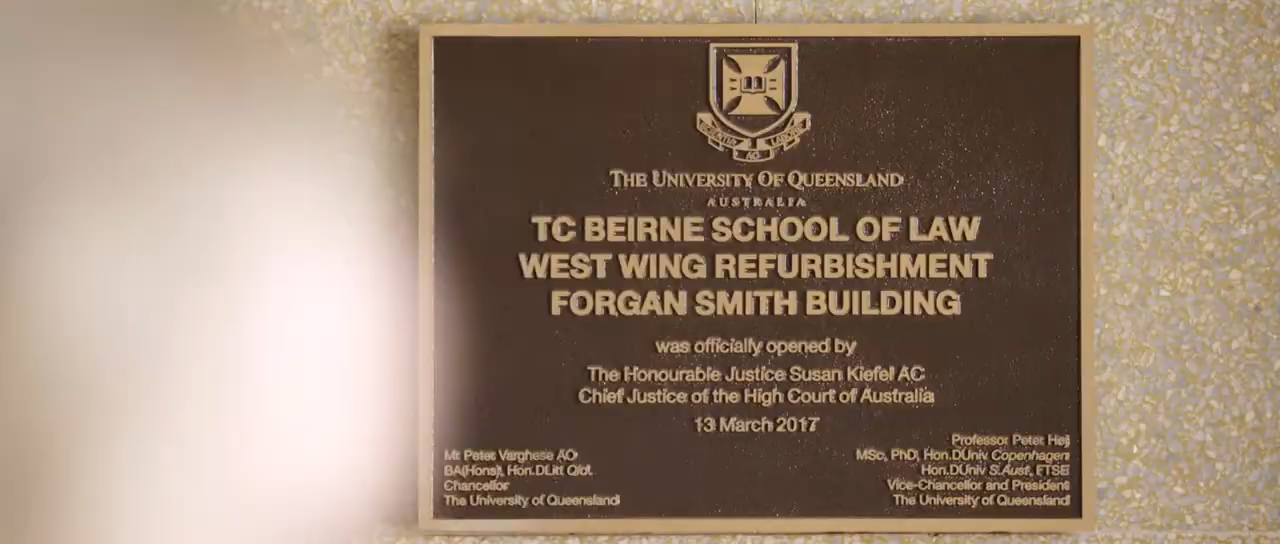 SCIENTIA AC LABORE
THE UNIVERSITY OF QUEENSLAND
AUSTRALIA
TC BEIRNE SCHOOL OF LAW
WEST WING REFURBISHMENT
FORGAN SMITH BUILDING
was officially opened by
The Honourable Justice Susan Kiefel AC
Chief Justice of the High Court of Australia
13 March 2017
Mr Peter Varghese AO
BA(Hons), Hon.DLitt Qld.
Chancellor
The University of Queensland
Professor Peter Høj
MSc, PhD, Hon.DUniv Copenhagen
Hon.DUniv S.Aust., FTSE
Vice-Chancellor and President
The University of Queensland